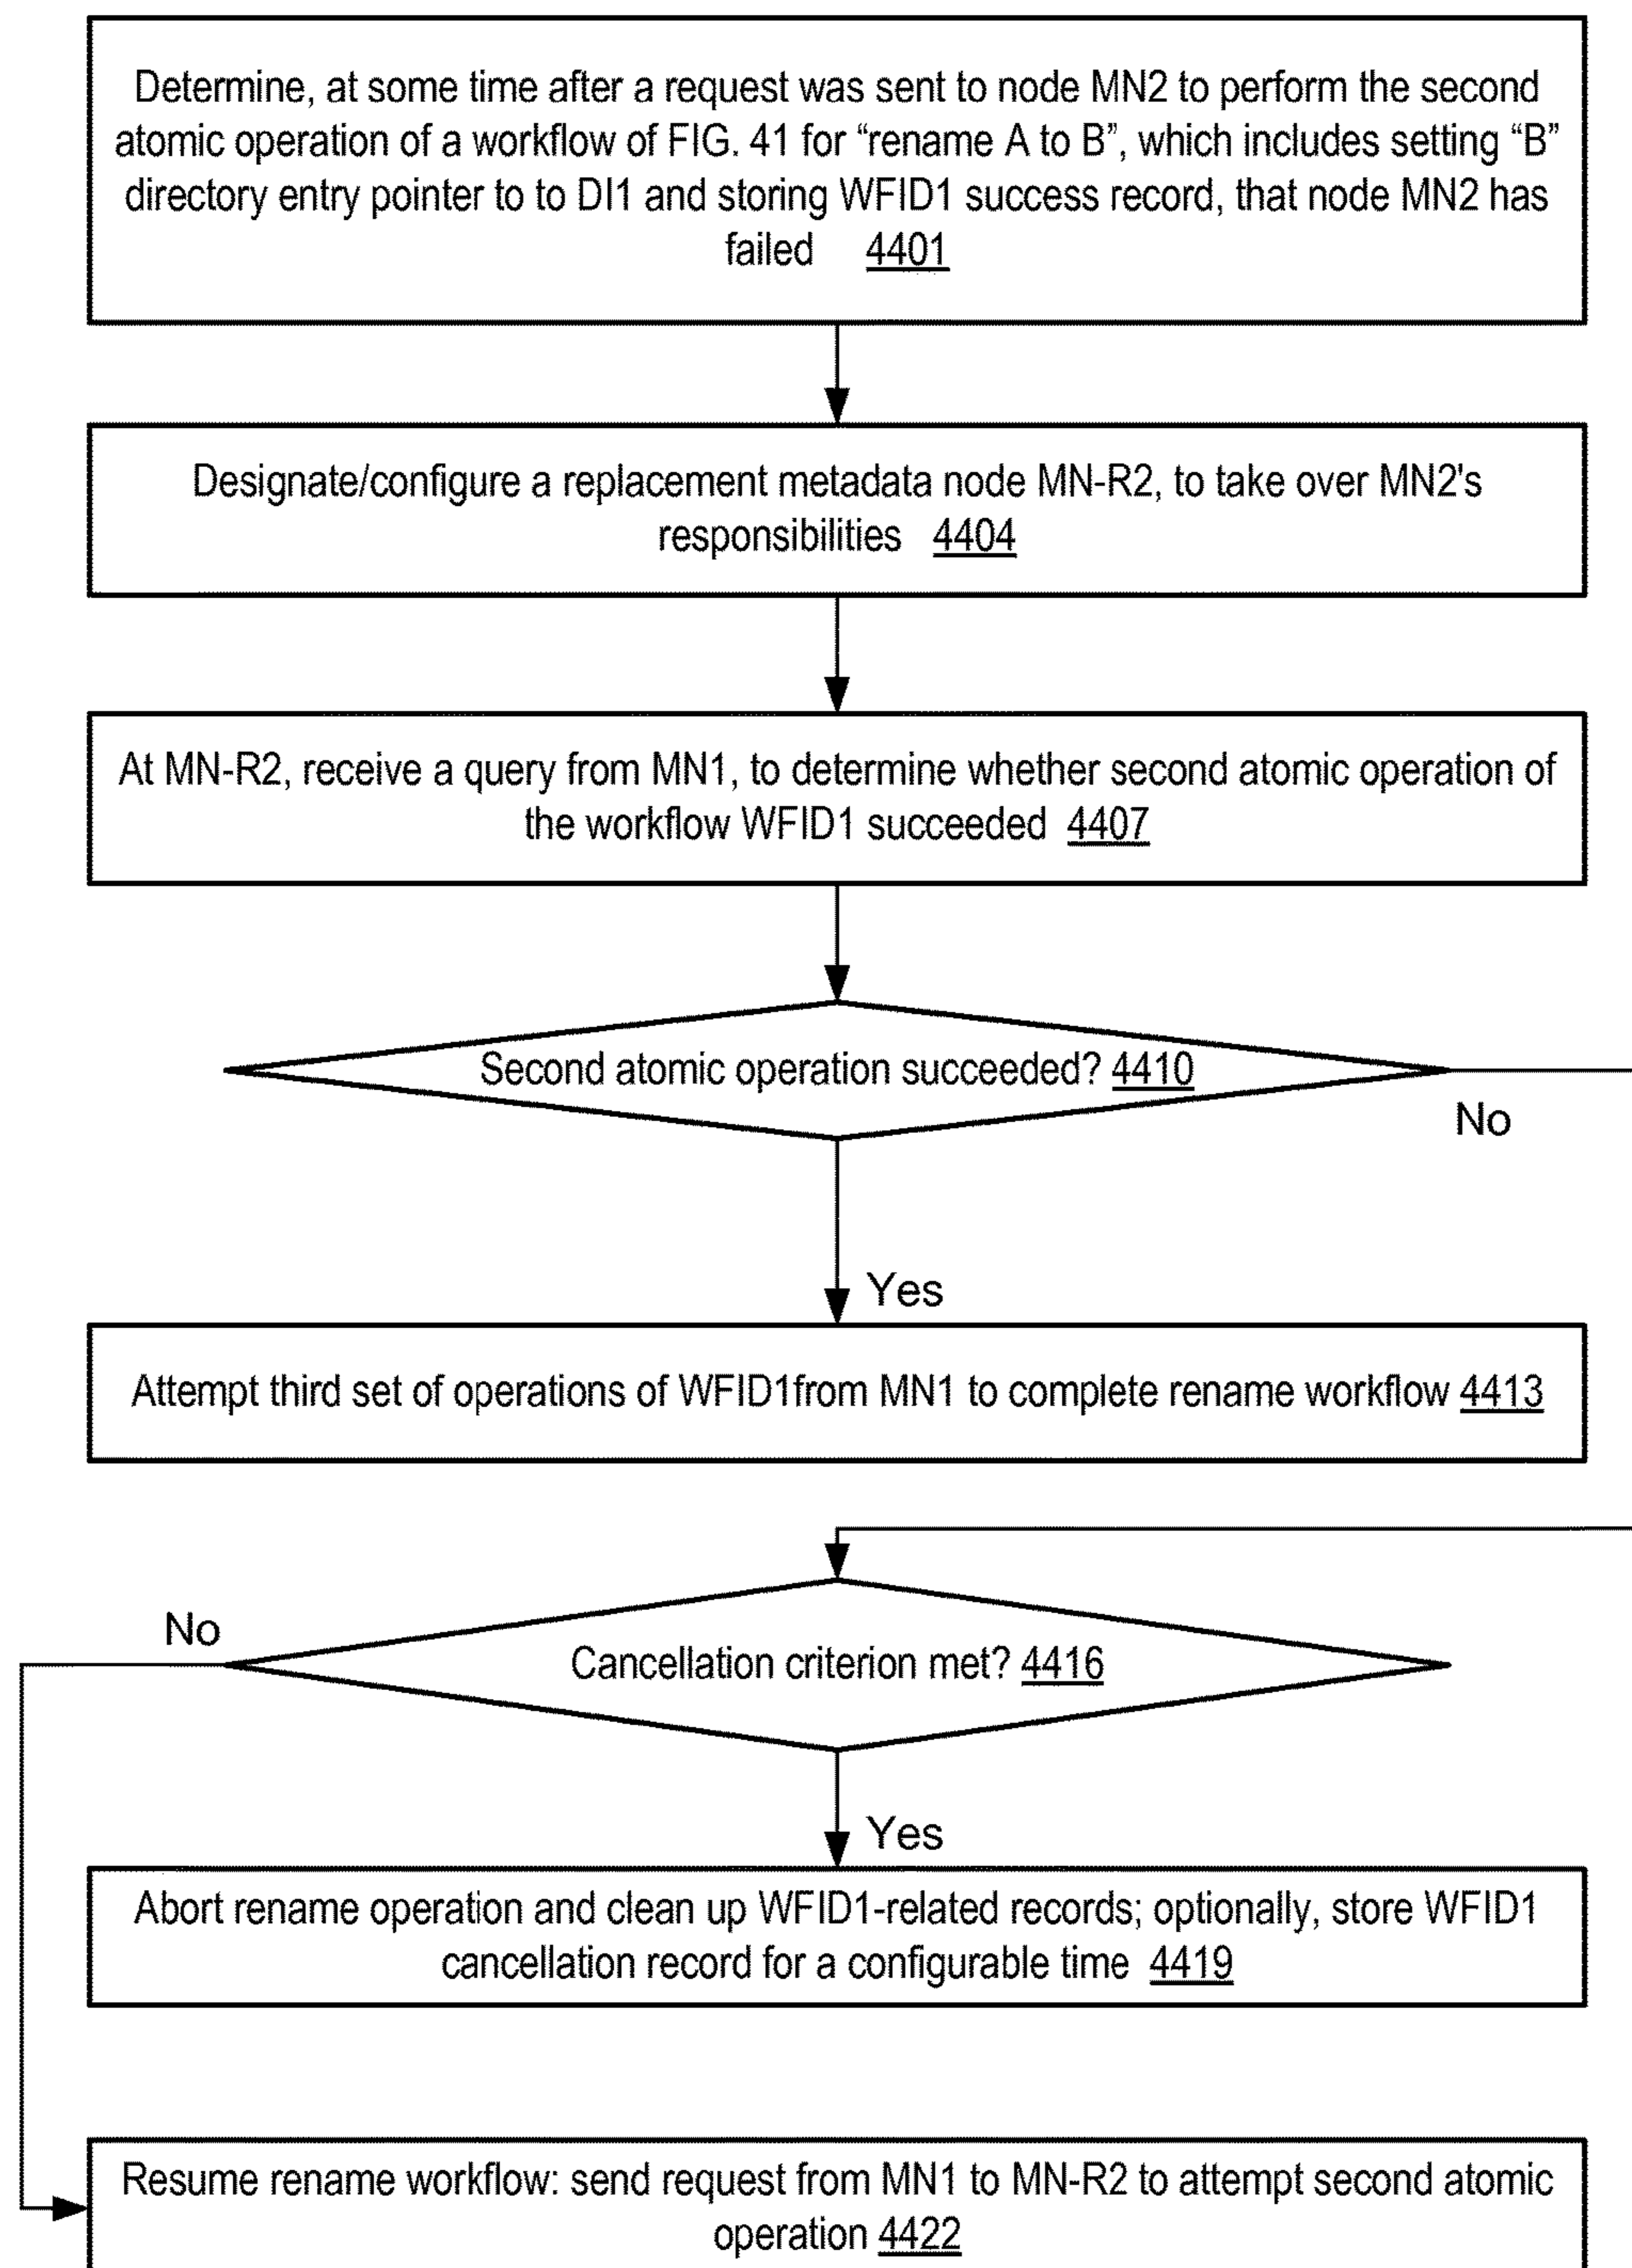 Determine, at some time after a request was sent to node MN2 to perform the second
atomic operation of a workflow of FIG. 41 for “rename A to B”, which includes setting “B”
directory entry pointer to to DI1 and storing WFID1 success record, that node MN2 has
failed 4401
Designate/configure a replacement metadata node MN-R2, to take over MN2's
responsibilities 4404
At MN-R2, receive a query from MN1, to determine whether second atomic operation of
the workflow WFID1 succeeded 4407
Second atomic operation succeeded? 4410
No
Yes
Attempt third set of operations of WFID1from MN1 to complete rename workflow 4413
No
Cancellation criterion met? 4416
Yes
Abort rename operation and clean up WFID1-related records; optionally, store WFID1
cancellation record for a configurable time 4419
Resume rename workflow: send request from MN1 to MN-R2 to attempt second atomic
operation 4422